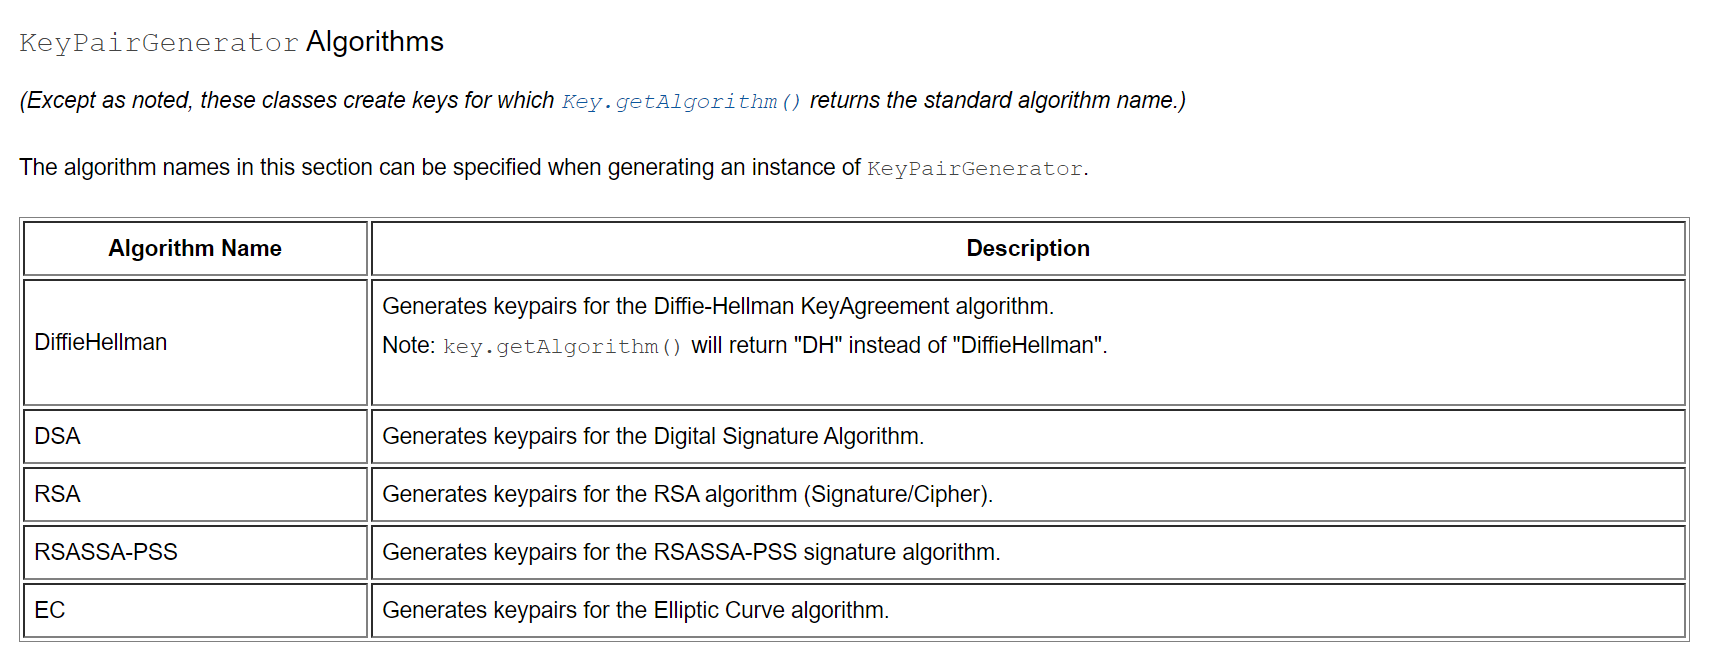 KeyPairGenerator Algorithms
(Except as noted, these classes create keys for which Key.getAlgorithm() returns the standard algorithm name.)
The algorithm names in this section can be specified when generating an instance of KeyPairGenerator.
Algorithm Name Description
DiffieHellman
Generates keypairs for the Diffie-Hellman KeyAgreement algorithm.
Note: key.getAlgorithm() will return "DH" instead of "DiffieHellman".
DSA Generates keypairs for the Digital Signature Algorithm.
RSA Generates keypairs for the RSA algorithm (Signature/Cipher).
RSASSA-PSS Generates keypairs for the RSASSA-PSS signature algorithm.
EC Generates keypairs for the Elliptic Curve algorithm.